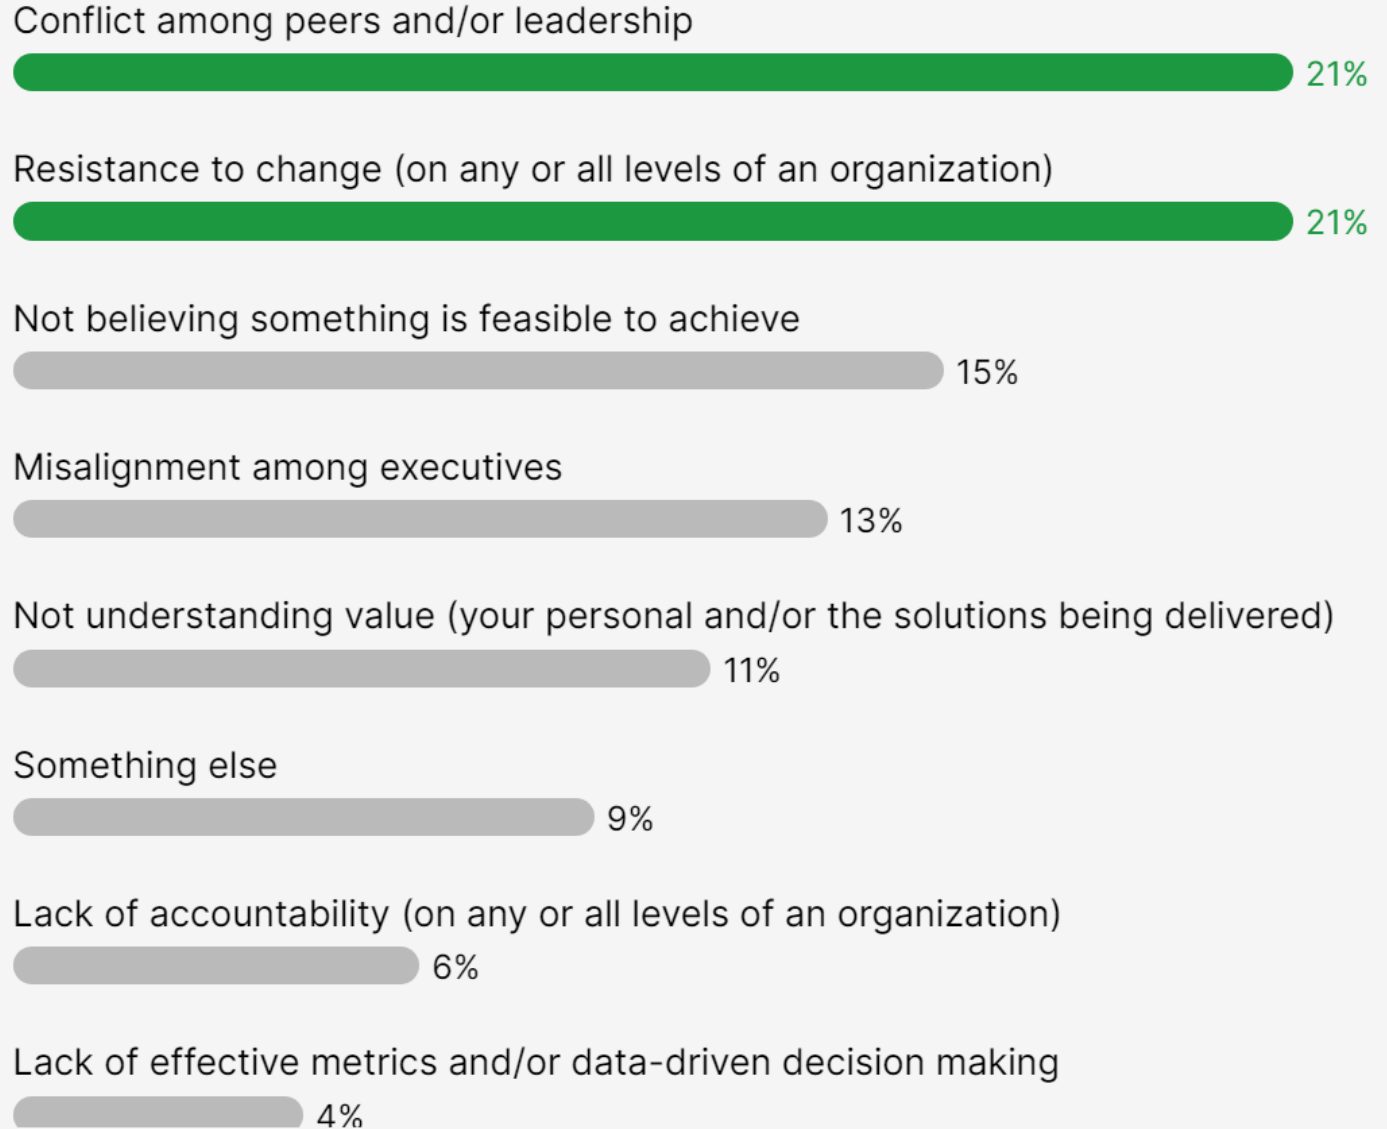 Conflict among peers and/or leadership
21%
Resistance to change (on any or all levels of an organization)
21%
Not believing something is feasible to achieve
15%
Misalignment among executives
13%
Not understanding value (your personal and/or the solutions being delivered)
11%
Something else
9%
Lack of accountability (on any or all levels of an organization)
6%
Lack of effective metrics and/or data-driven decision making
4%